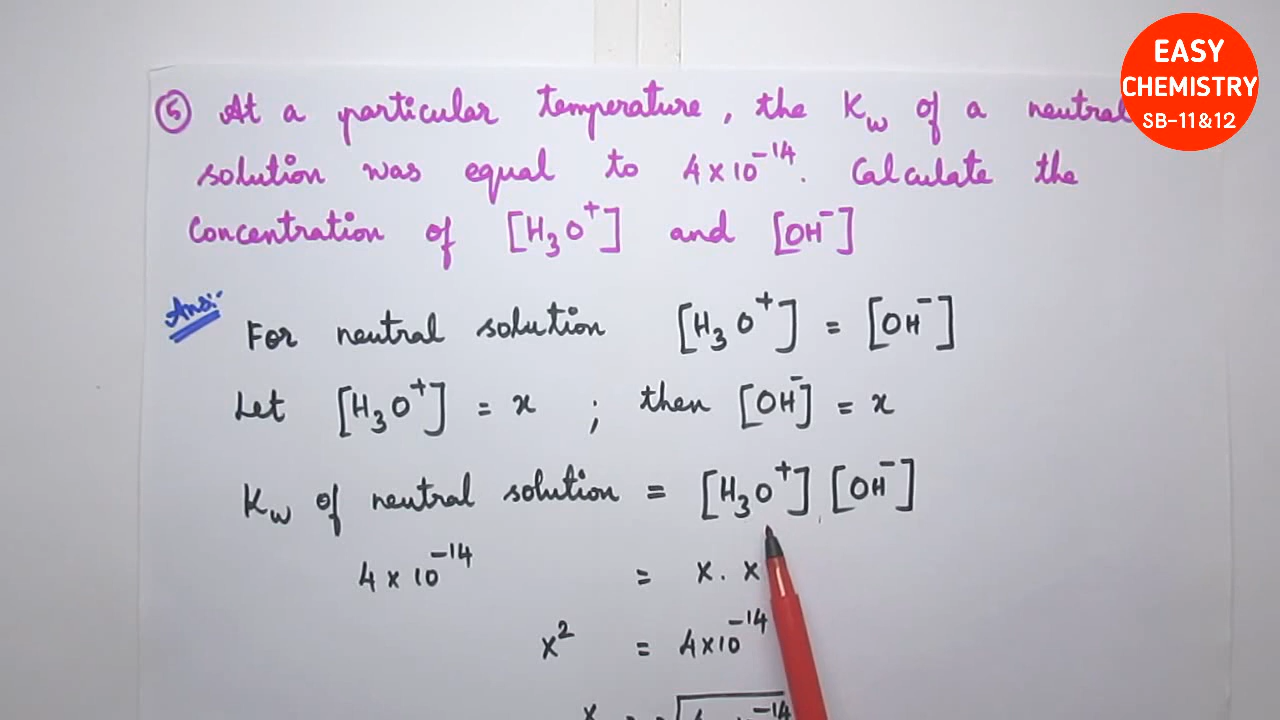 EASY
CHEMISTRY
SB-11&12
⑤ At a particular temperature, the Kw of a neutral
solution was equal to 4×10⁻¹⁴. Calculate the
Concentration of [H₃O⁺] and [OH⁻]
Ans:-
For neutral solution [H₃O⁺] = [OH⁻]
Let [H₃O⁺] = x ; then [OH⁻] = x
Kw of neutral solution = [H₃O⁺] [OH⁻]
4×10⁻¹⁴ = x . x
x² = 4×10⁻¹⁴